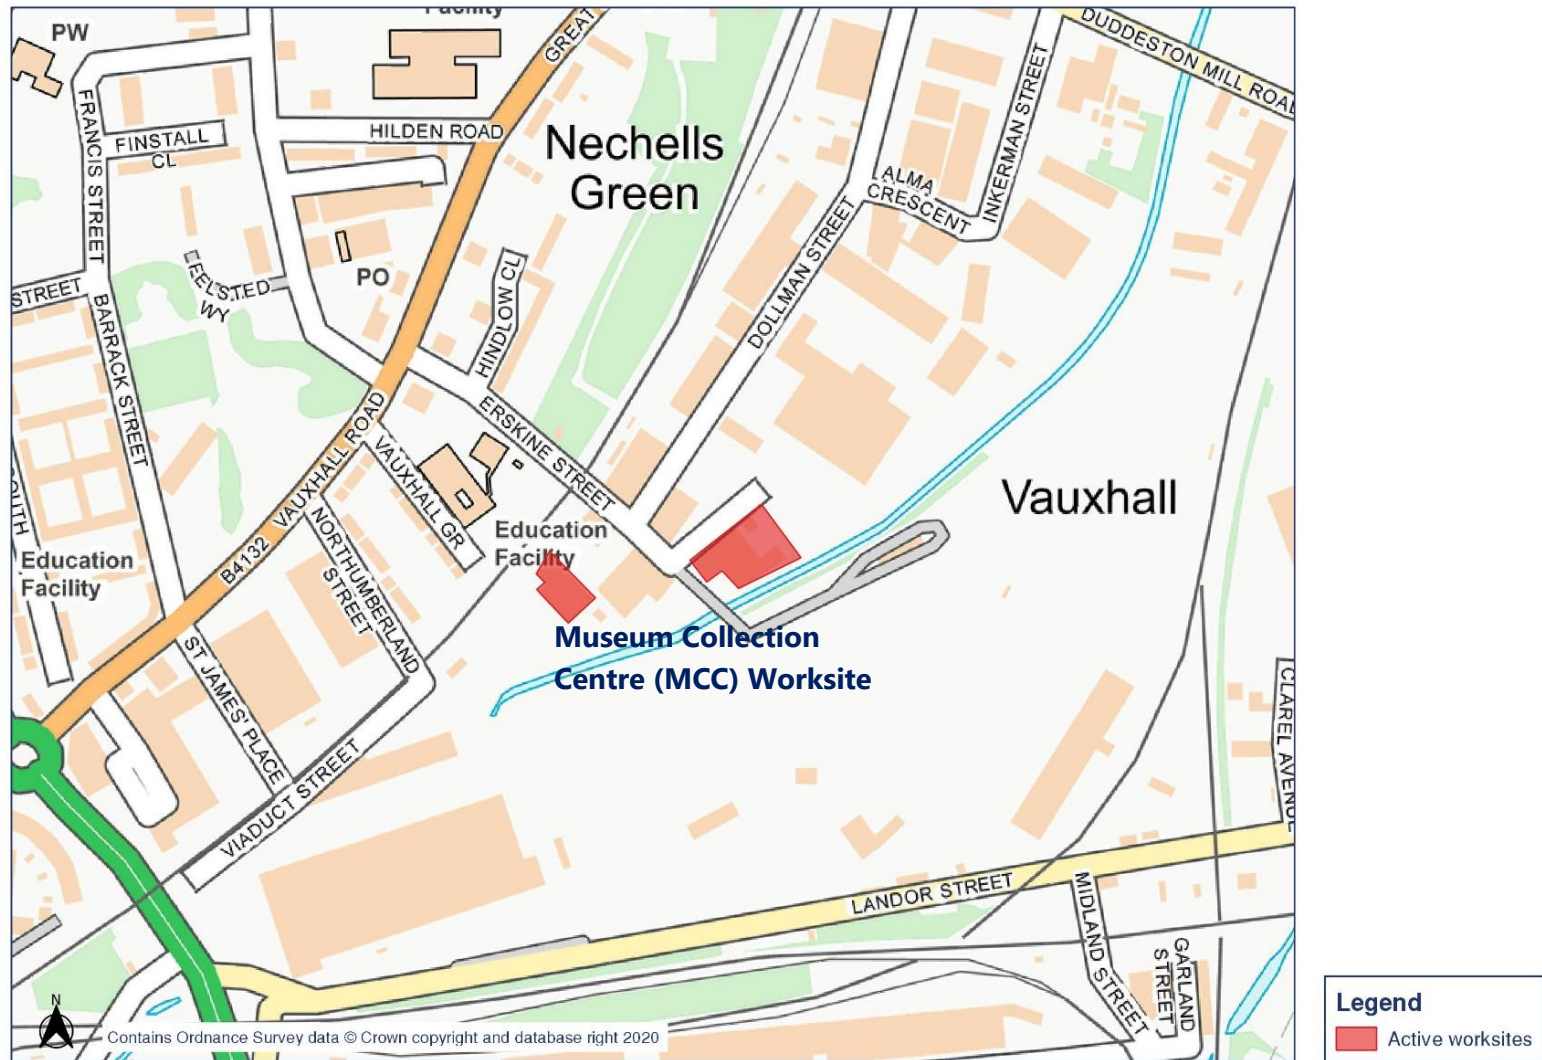 Facility
PW
GREAT
DUDDESTON MILL ROAD
FRANCIS STREET
FINSTALL
CL
HILDEN ROAD
Nechells
Green
INKERMAN STREET
ALMA
CRESCENT
DOLLMAN STREET
PO
EELSTED
WY
STREET
BARRACK STREET
HINDLOW CL
ERSKINE STREET
VAUXHALL GR
B4132 VAUXHALL ROAD
Vauxhall
NORTHUMBERLAND
STREET
Education
Facility
OUTH
Education
Facility
Museum Collection
Centre (MCC) Worksite
ST JAMES' PLACE
VIADUCT STREET
CLAREL AVENUE
LANDOR STREET
MIDLAND STREET
GARLAND
STREET
N
Contains Ordnance Survey data © Crown copyright and database right 2020
Legend
Active worksites